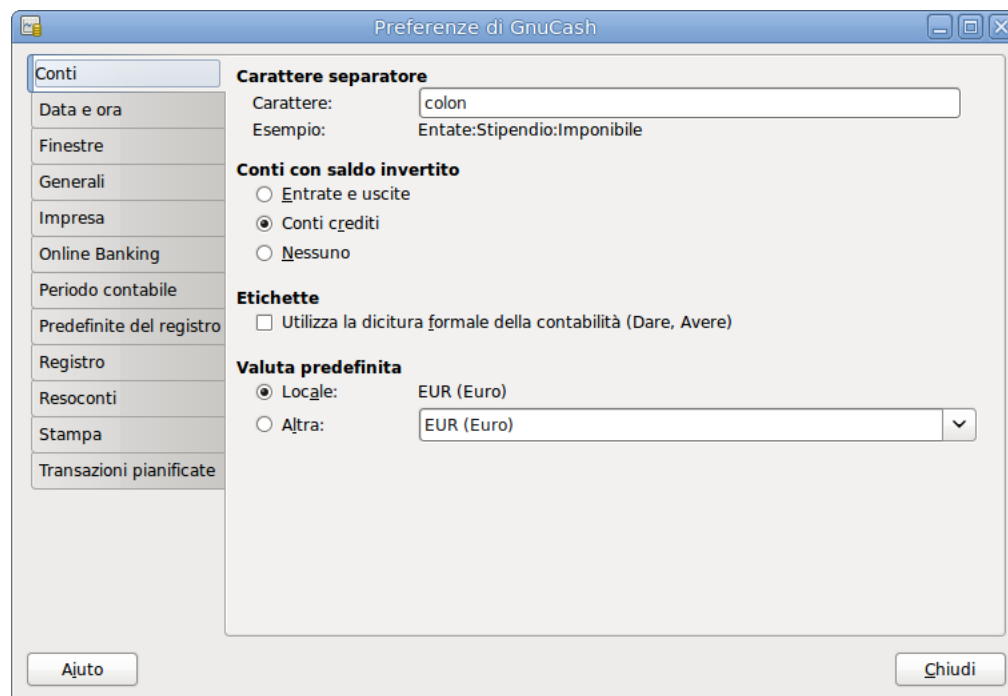 Preferenze di GnuCash
Conti
Data e ora
Finestre
Generali
Impresa
Online Banking
Periodo contabile
Predefinite del registro
Registro
Resoconti
Stampa
Transazioni pianificate
Carattere separatore
Carattere: colon
Esempio: Entate:Stipendio:Imponibile
Conti con saldo invertito
Entrate e uscite
Conti crediti
Nessuno
Etichette
Utilizza la dicitura formale della contabilità (Dare, Avere)
Valuta predefinita
Locale: EUR (Euro)
Altra: EUR (Euro)
Aiuto
Chiudi